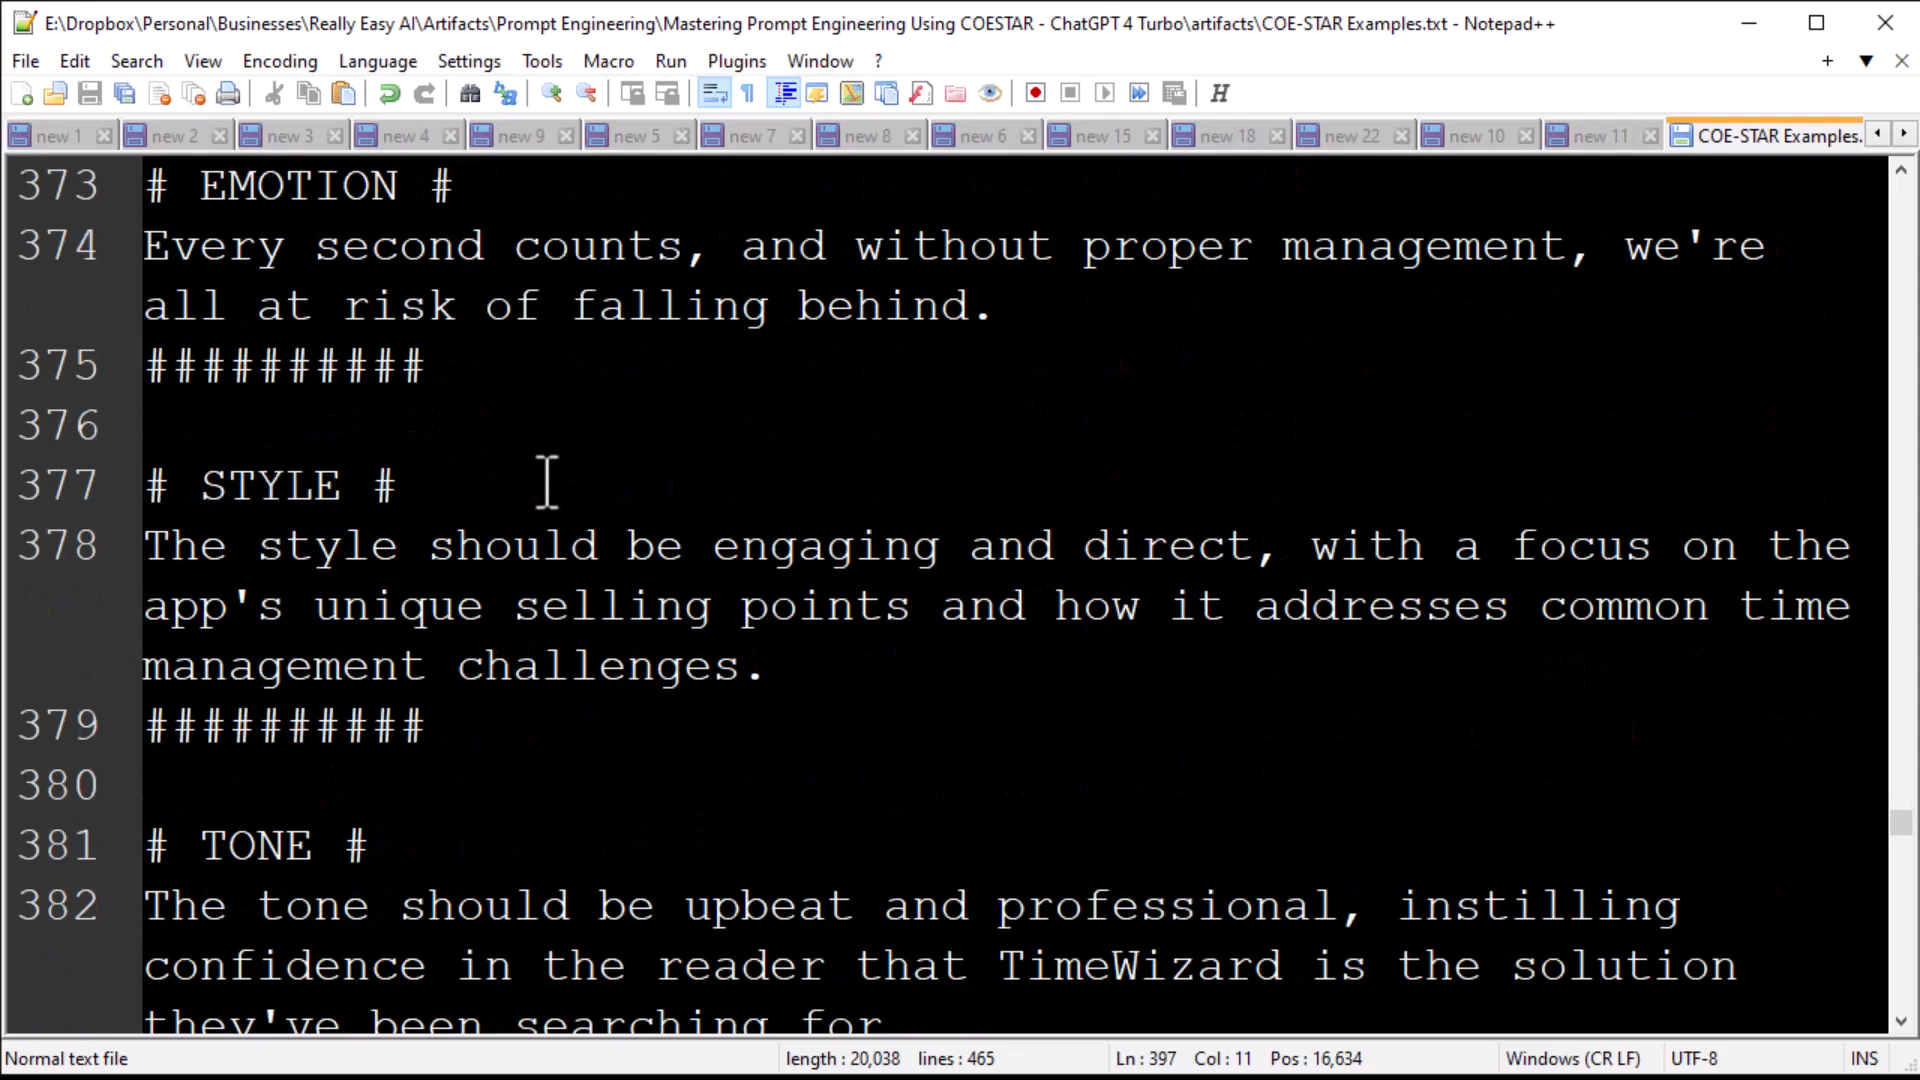 E:\Dropbox\Personal\Businesses\Really Easy AI\Artifacts\Prompt Engineering\Mastering Prompt Engineering Using COESTAR - ChatGPT 4 Turbo\artifacts\COE-STAR Examples.txt - Notepad++
File Edit Search View Encoding Language Settings Tools Macro Run Plugins Window ?
new 1 new 2 new 3 new 4 new 9 new 5 new 7 new 8 new 6 new 15 new 18 new 22 new 10 new 11 COE-STAR Examples.
373 # EMOTION #
374 Every second counts, and without proper management, we're
all at risk of falling behind.
375 ##########
376
377 # STYLE #
378 The style should be engaging and direct, with a focus on the
app's unique selling points and how it addresses common time
management challenges.
379 ##########
380
381 # TONE #
382 The tone should be upbeat and professional, instilling
confidence in the reader that TimeWizard is the solution
they've been searching for
Normal text file length : 20,038 lines : 465 Ln : 397 Col : 11 Pos : 16,634 Windows (CR LF) UTF-8 INS